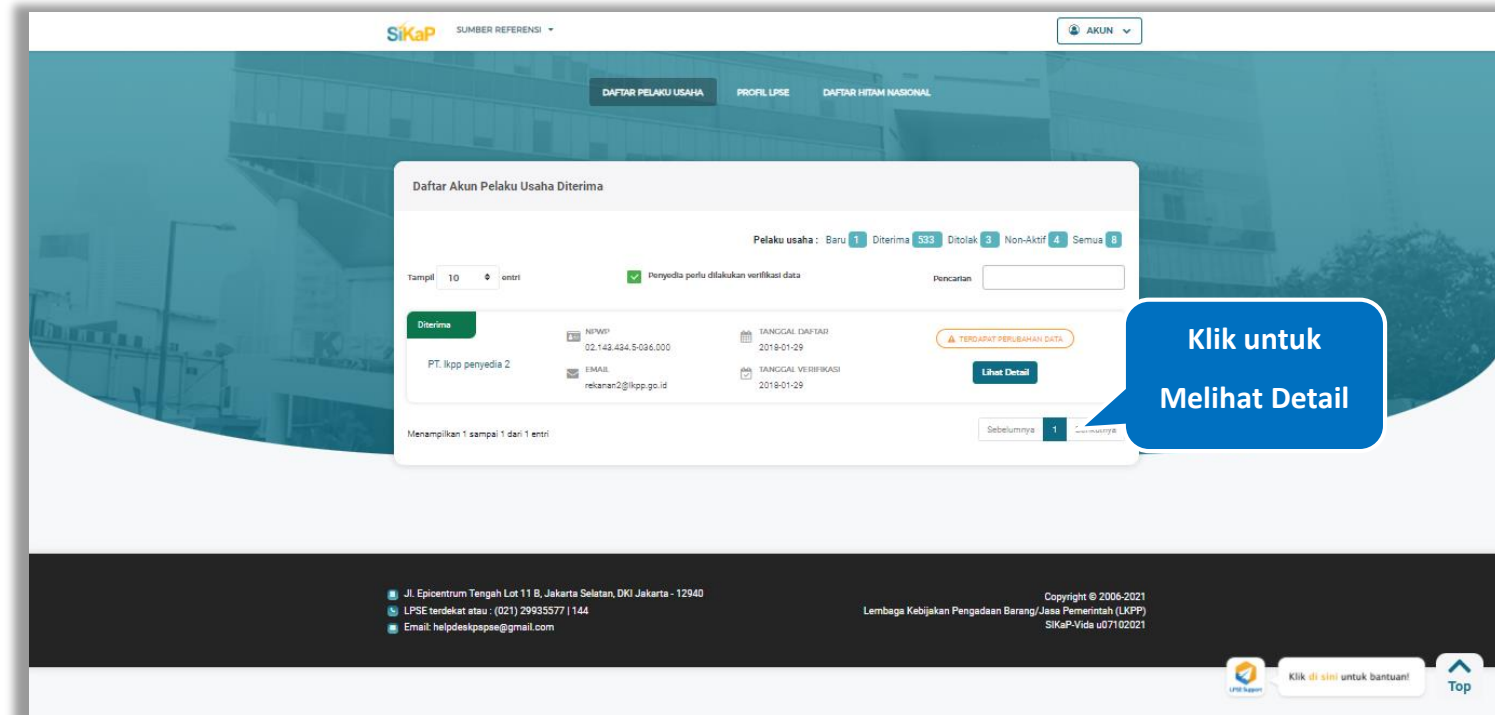 SiKaP SUMBER REFERENSI AKUN
DAFTAR PELAKU USAHA PROFIL LPSE DAFTAR HITAM NASIONAL
Daftar Akun Pelaku Usaha Diterima
Pelaku usaha : Baru 1 Diterima 533 Ditolak 3 Non-Aktif 4 Semua 8
Tampil 10 entri Penyedia perlu dilakukan verifikasi data Pencarian
Diterima
PT. lkpp penyedia 2
NPWP
02.143.434.5-036.000
EMAIL
rekanan2@lkpp.go.id
TANGGAL DAFTAR
2018-01-29
TANGGAL VERIFIKASI
2018-01-29
TERDAPAT PERUBAHAN DATA
Lihat Detail
Klik untuk
Melihat Detail
Menampilkan 1 sampai 1 dari 1 entri
Sebelumnya 1
Jl. Epicentrum Tengah Lot 11 B, Jakarta Selatan, DKI Jakarta - 12940
LPSE terdekat atau : (021) 29935577 | 144
Email: helpdeskpspse@gmail.com
Copyright © 2006-2021
Lembaga Kebijakan Pengadaan Barang/Jasa Pemerintah (LKPP)
SIKaP-Vida u07102021
LPSE Support
Klik di sini untuk bantuan!
Top